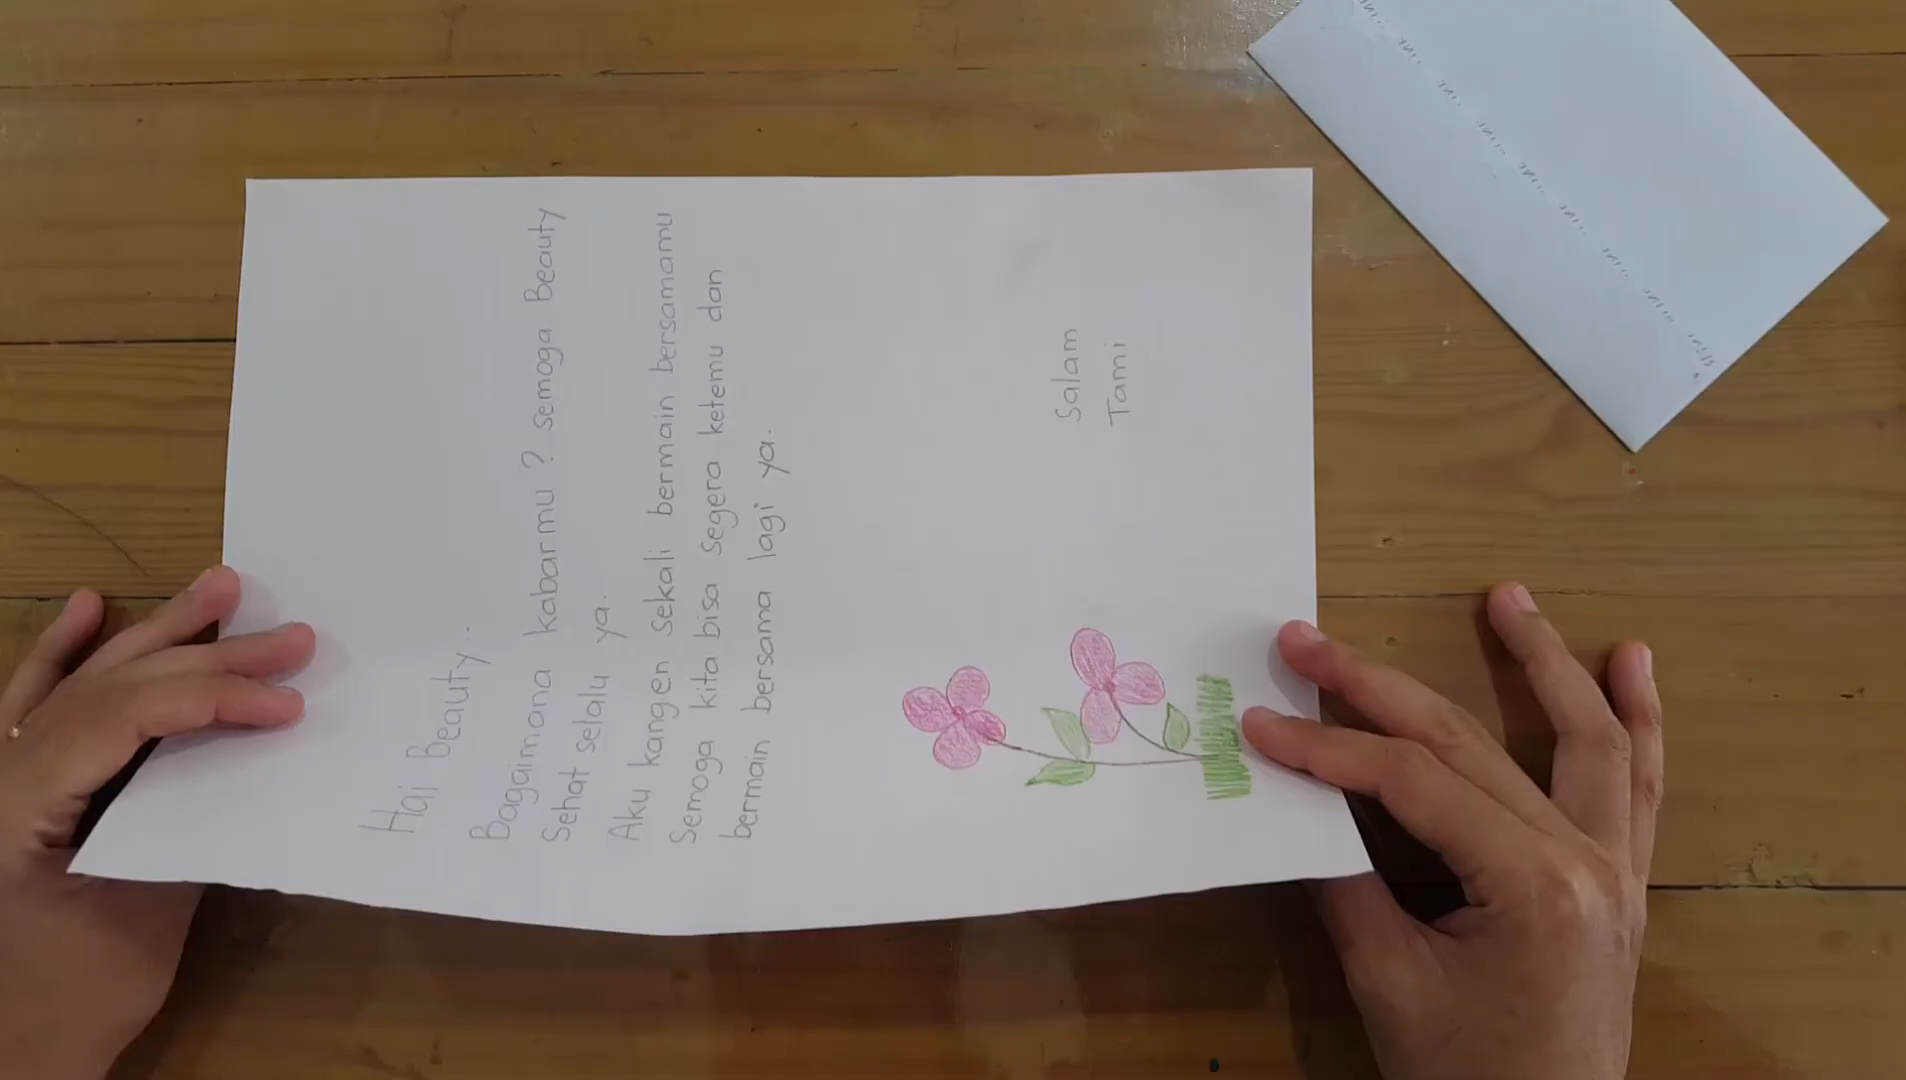 Hai Beauty.
Bagaimana kabarmu? semoga Beauty
Sehat selalu ya.
Aku kangen sekali bermain bersamamu
Semoga kita bisa segera ketemu dan
bermain bersama lagi ya.
Salam
Tami